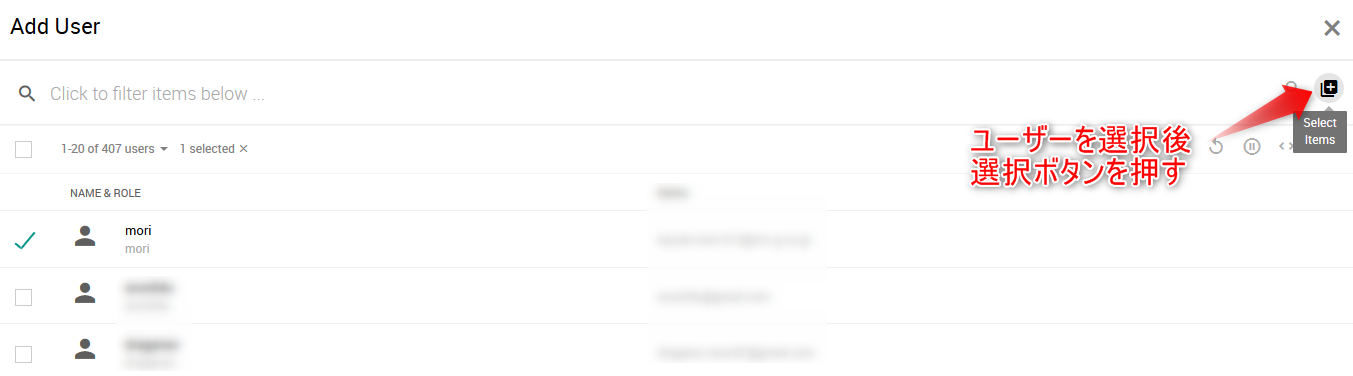 Add User
Click to filter items below ...
Select
Items
ユーザーを選択後
選択ボタンを押す
1-20 of 407 users 1 selected ×
NAME & ROLE
mori
mori